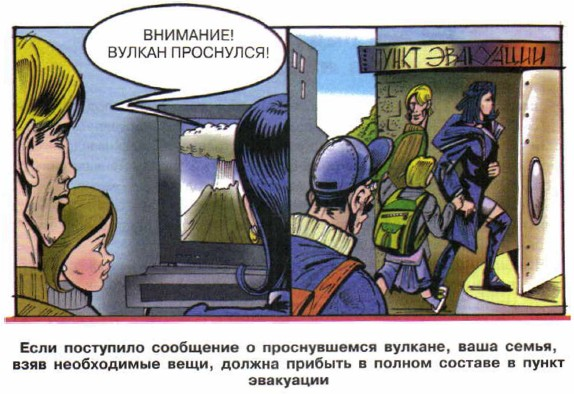 ВНИМАНИЕ!
ВУЛКАН ПРОСНУЛСЯ!
ПУНКТ ЭВАКУАЦИИ
Если поступило сообщение о проснувшемся вулкане, ваша семья,
взяв необходимые вещи, должна прибыть в полном составе в пункт
эвакуации